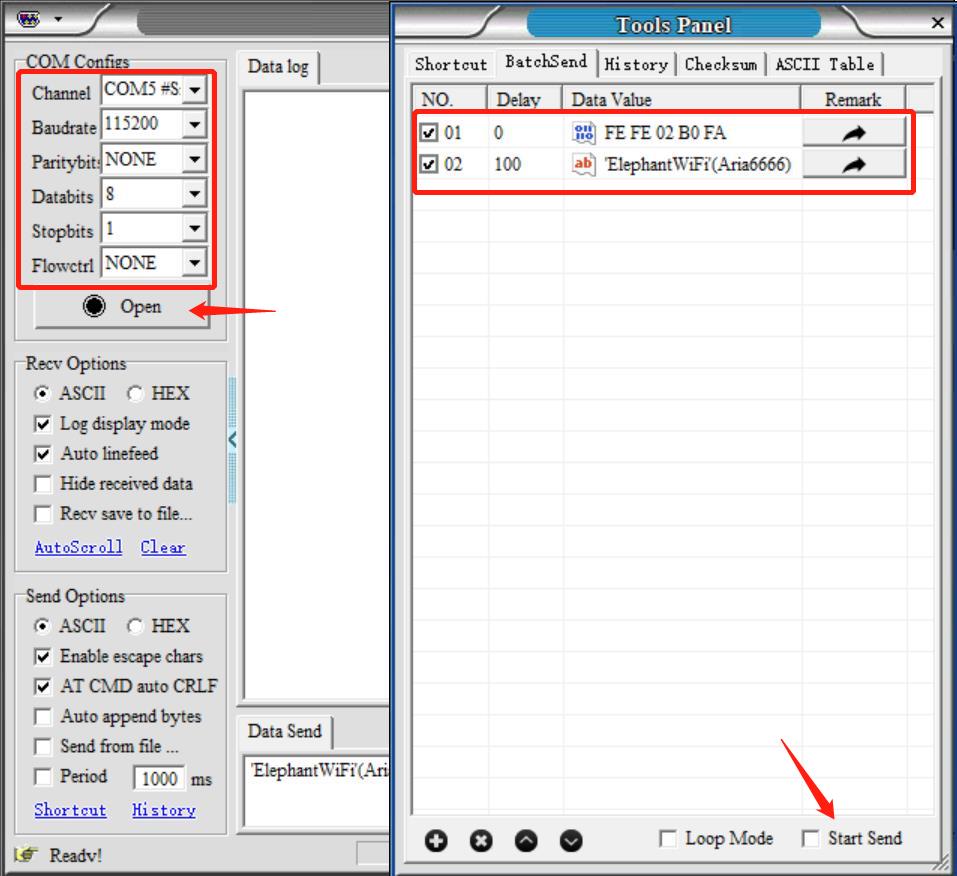 COM Configs
Channel COM5 #S
Baudrate 115200
Paritybit: NONE
Databits 8
Stopbits 1
Flowctrl NONE
Open
Recv Options
ASCII HEX
Log display mode
Auto linefeed
Hide received data
Recv save to file...
AutoScroll Clear
Send Options
ASCII HEX
Enable escape chars
AT CMD auto CRLF
Auto append bytes
Send from file ...
Period 1000 ms
Shortcut History
Ready!
Data log
Data Send
'ElephantWiFi'(Ari
Tools Panel
Shortcut BatchSend History Checksum ASCII Table
NO. Delay Data Value Remark
01 0 FE FE 02 B0 FA
02 100 ab 'ElephantWiFi'(Aria6666)
Loop Mode Start Send